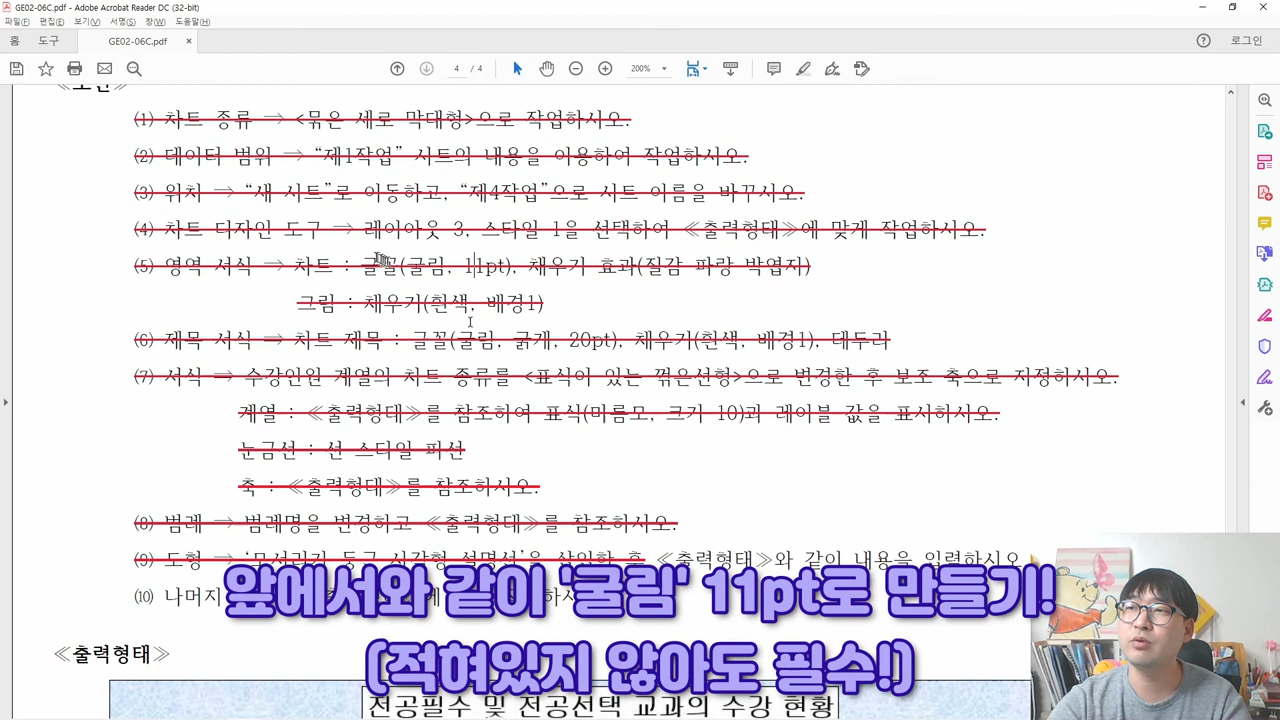 GE02-06C.pdf - Adobe Acrobat Reader DC (32-bit)
파일(F) 편집(E) 보기(V) 서명(S) 창(W) 도움말(H)
홈 도구 GE02-06C.pdf × 로그인
4 / 4 200%
≪조건≫
(1) 차트 종류 ⇒ <묶은 세로 막대형>으로 작업하시오.
(2) 데이터 범위 ⇒ “제1작업” 시트의 내용을 이용하여 작업하시오.
(3) 위치 ⇒ “새 시트”로 이동하고, “제4작업”으로 시트 이름을 바꾸시오.
(4) 차트 디자인 도구 ⇒ 레이아웃 3, 스타일 1을 선택하여 ≪출력형태≫에 맞게 작업하시오.
(5) 영역 서식 ⇒ 차트 : 글꼴(굴림, 11pt), 채우기 효과(질감-파랑 박엽지)
그림 : 채우기(흰색, 배경1)
(6) 제목 서식 ⇒ 차트 제목 : 글꼴(굴림, 굵게, 20pt), 채우기(흰색, 배경1), 테두리
(7) 서식 ⇒ 수강인원 계열의 차트 종류를 <표식이 있는 꺾은선형>으로 변경한 후 보조 축으로 지정하시오.
계열 : ≪출력형태≫를 참조하여 표식(마름모, 크기 10)과 레이블 값을 표시하시오.
눈금선 : 선 스타일-파선
축 : ≪출력형태≫를 참조하시오.
(8) 범례 ⇒ 범례명을 변경하고 ≪출력형태≫를 참조하시오.
(9) 도형 ⇒ ‘모서리가 둥근 사각형 설명선’을 삽입한 후 ≪출력형태≫와 같이 내용을 입력하시오
(10) 나머지
앞에서와 같이 '굴림' 11pt로 만들기!
≪출력형태≫
(적혀있지 않아도 필수!)
전공필수 및 전공선택 교과의 수강 현황